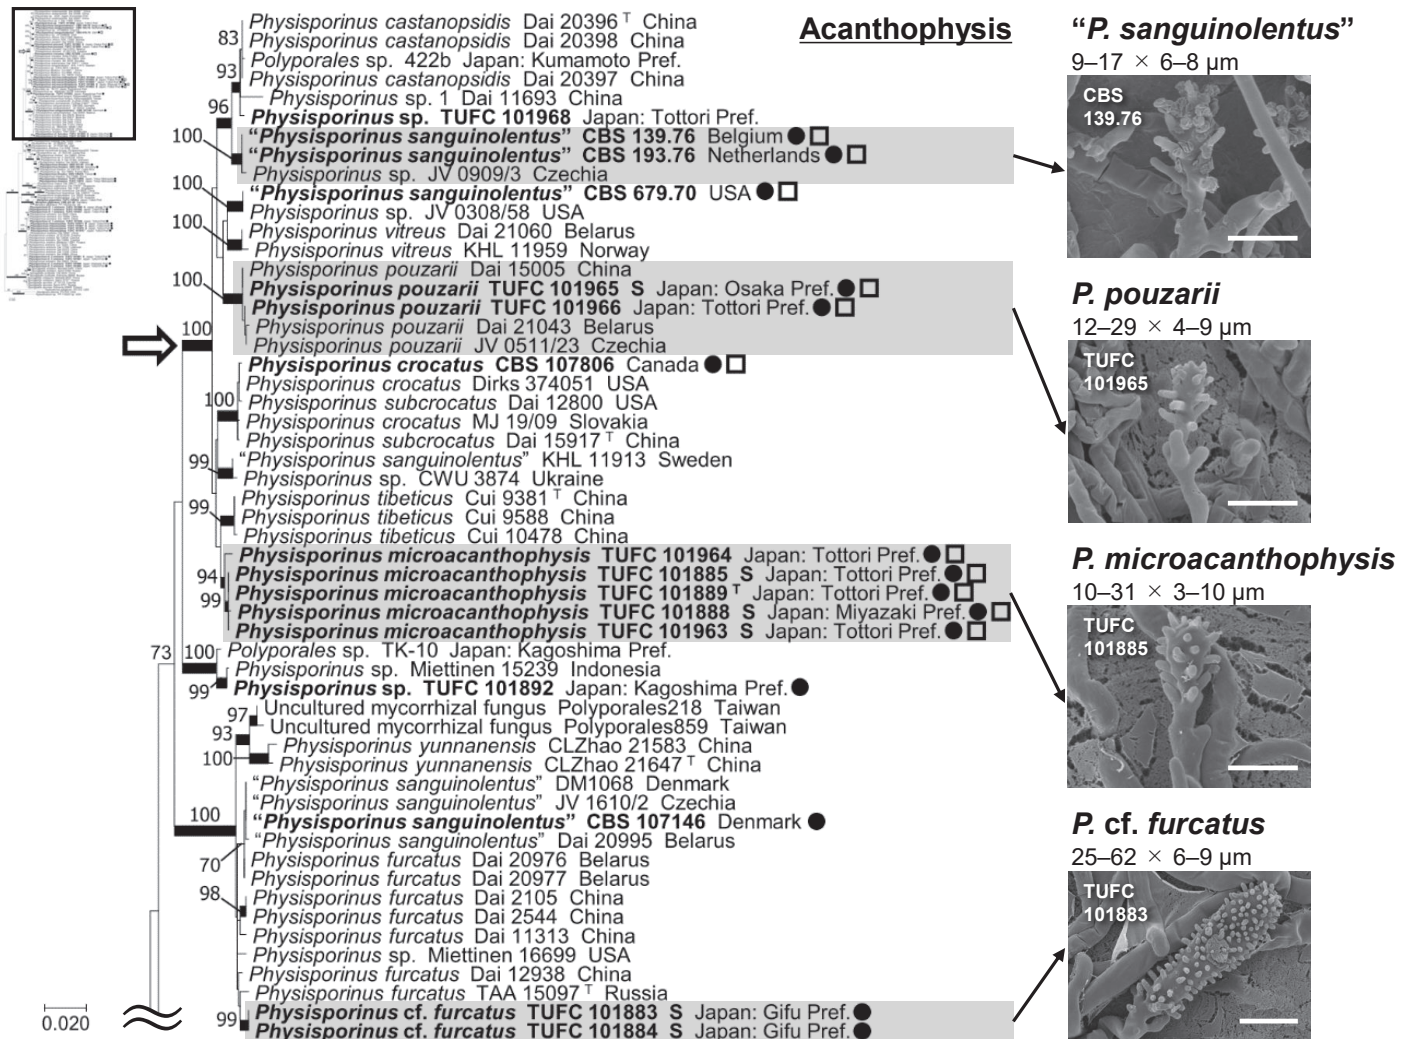 Physisporinus castanopsidis Dai 20396 T China
Physisporinus castanopsidis Dai 20398 China
Polyporales sp. 422b Japan: Kumamoto Pref.
Physisporinus castanopsidis Dai 20397 China
Physisporinus sp. 1 Dai 11693 China
Physisporinus sp. TUFC 101968 Japan: Tottori Pref.
“Physisporinus sanguinolentus” CBS 139.76 Belgium
“Physisporinus sanguinolentus” CBS 193.76 Netherlands
Physisporinus sp. JV 0909/3 Czechia
“Physisporinus sanguinolentus” CBS 679.70 USA
Physisporinus sp. JV 0308/58 USA
Physisporinus vitreus Dai 21060 Belarus
Physisporinus vitreus KHL 11959 Norway
Physisporinus pouzarii Dai 15005 China
Physisporinus pouzarii TUFC 101965 S Japan: Osaka Pref.
Physisporinus pouzarii TUFC 101966 Japan: Tottori Pref.
Physisporinus pouzarii Dai 21043 Belarus
Physisporinus pouzarii JV 0511/23 Czechia
Physisporinus crocatus CBS 107806 Canada
Physisporinus crocatus Dirks 374051 USA
Physisporinus subcrocatus Dai 12800 USA
Physisporinus crocatus MJ 19/09 Slovakia
Physisporinus subcrocatus Dai 15917 T China
“Physisporinus sanguinolentus” KHL 11913 Sweden
Physisporinus sp. CWU 3874 Ukraine
Physisporinus tibeticus Cui 9381 T China
Physisporinus tibeticus Cui 9588 China
Physisporinus tibeticus Cui 10478 China
Physisporinus microacanthophysis TUFC 101964 Japan: Tottori Pref.
Physisporinus microacanthophysis TUFC 101885 S Japan: Tottori Pref.
Physisporinus microacanthophysis TUFC 101889 T Japan: Tottori Pref.
Physisporinus microacanthophysis TUFC 101888 S Japan: Miyazaki Pref.
Physisporinus microacanthophysis TUFC 101963 S Japan: Tottori Pref.
Polyporales sp. TK-10 Japan: Kagoshima Pref.
Physisporinus sp. Miettinen 15239 Indonesia
Physisporinus sp. TUFC 101892 Japan: Kagoshima Pref.
Uncultured mycorrhizal fungus Polyporales218 Taiwan
Uncultured mycorrhizal fungus Polyporales859 Taiwan
Physisporinus yunnanensis CLZhao 21583 China
Physisporinus yunnanensis CLZhao 21647 T China
“Physisporinus sanguinolentus” DM1068 Denmark
“Physisporinus sanguinolentus” JV 1610/2 Czechia
“Physisporinus sanguinolentus” CBS 107146 Denmark
“Physisporinus sanguinolentus” Dai 20995 Belarus
Physisporinus furcatus Dai 20976 Belarus
Physisporinus furcatus Dai 20977 Belarus
Physisporinus furcatus Dai 2105 China
Physisporinus furcatus Dai 2544 China
Physisporinus furcatus Dai 11313 China
Physisporinus sp. Miettinen 16699 USA
Physisporinus furcatus Dai 12938 China
Physisporinus furcatus TAA 15097 T Russia
Physisporinus cf. furcatus TUFC 101883 S Japan: Gifu Pref.
Physisporinus cf. furcatus TUFC 101884 S Japan: Gifu Pref.
83
93
96
100
100
100
100
100
100
99
99
94
99
73
100
99
97
93
100
100
70
98
99
0.020
Acanthophysis
“P. sanguinolentus”
9–17 × 6–8 µm
CBS
139.76
P. pouzarii
12–29 × 4–9 µm
TUFC
101965
P. microacanthophysis
10–31 × 3–10 µm
TUFC
101885
P. cf. furcatus
25–62 × 6–9 µm
TUFC
101883